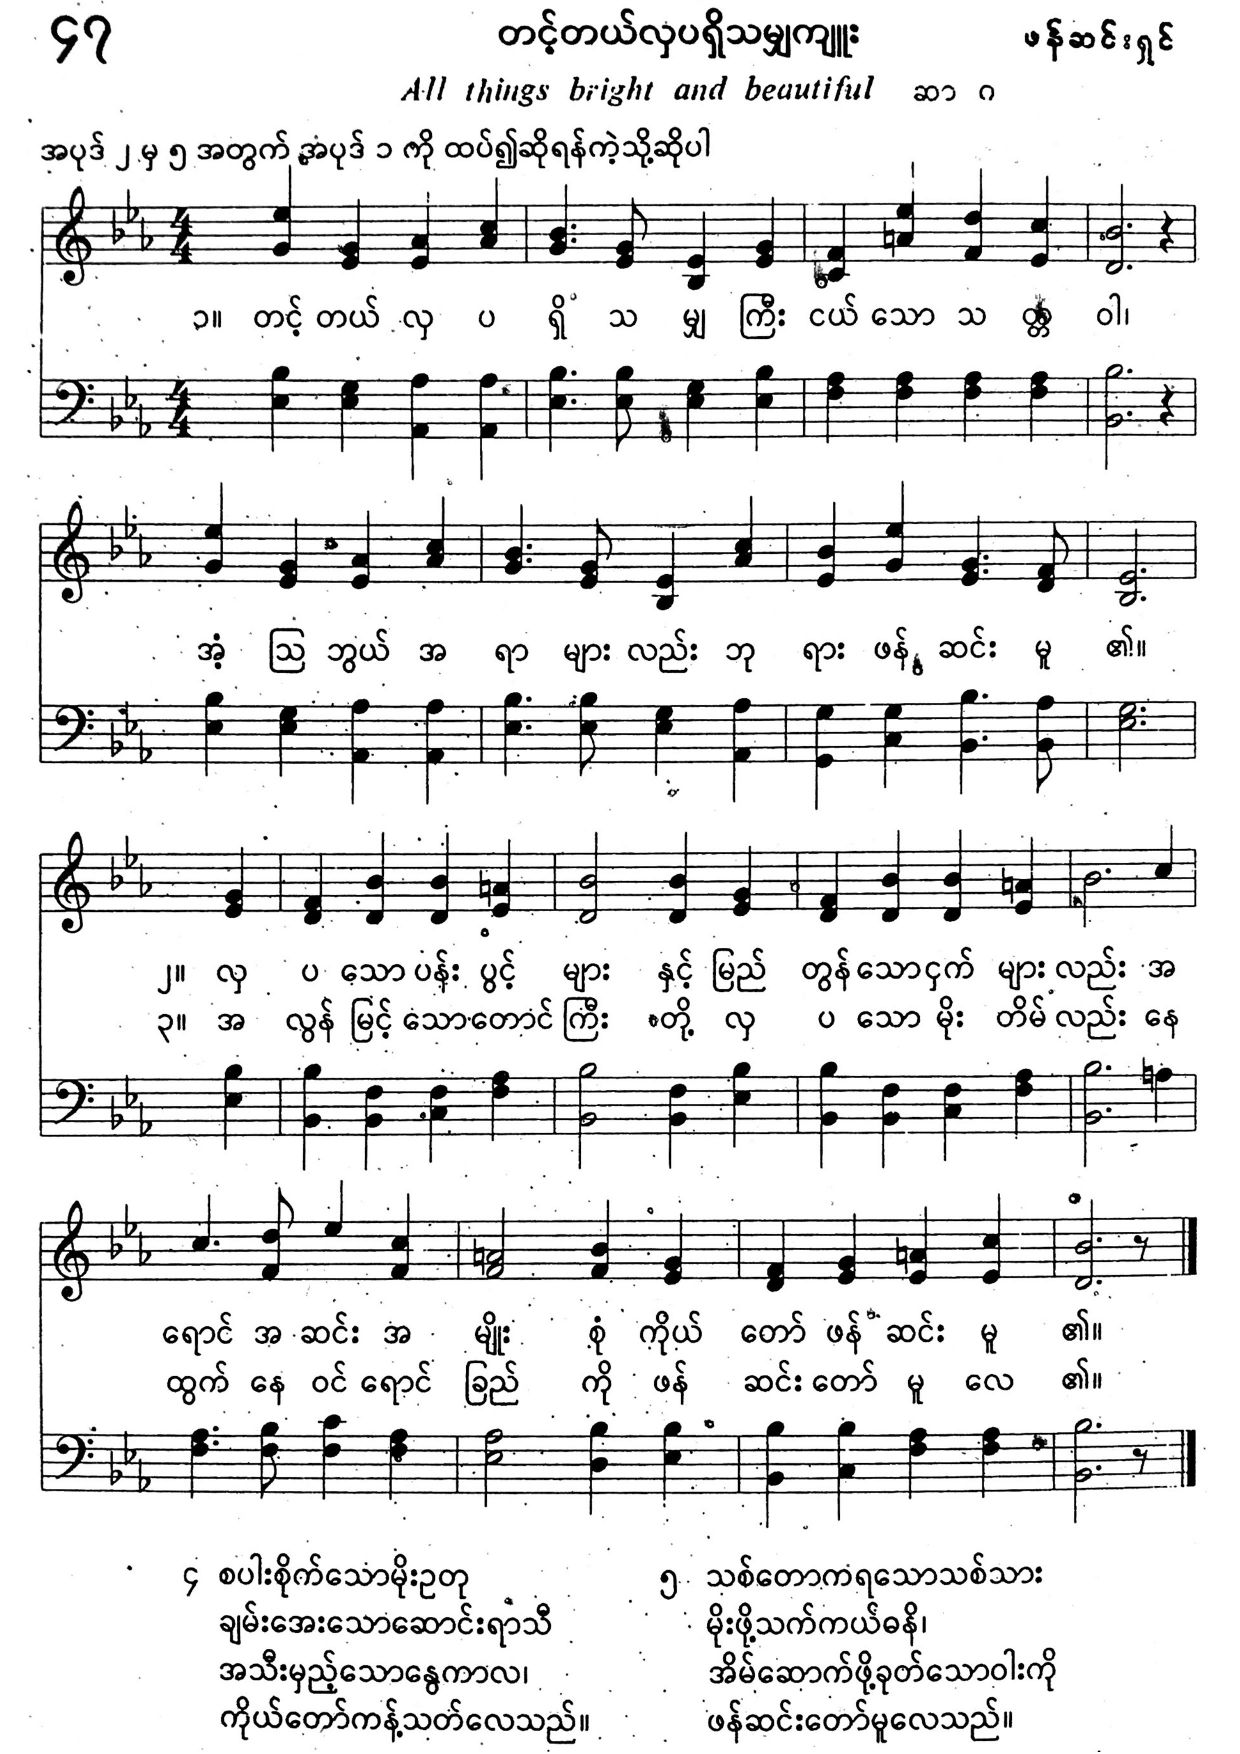 ၄၇
တင့်တယ်လှပရှိသမျှကျူး
ဖန်ဆင်းရှင်
All things bright and beautiful ဆာ ဂ
အပုဒ် ၂ မှ ၅ အတွက် အပုဒ် ၁ ကို ထပ်၍ဆိုရန်ကဲ့သို့ဆိုပါ
၁။ တင့် တယ် လှ ပ ရှိ သ မျှ ကြီး ငယ် သော သ တ္တ ဝါ၊
အံ့ ဩ ဘွယ် အ ရာ များ လည်း ဘု ရား ဖန် ဆင်း မူ ၏။
၂။ လှ ပ သော ပန်း ပွင့် များ နှင့် မြည် တွန် သော ငှက် များ လည်း အ
၃။ အ လွန် မြင့် သော တောင် ကြီး တို့ လှ ပ သော မိုး တိမ် လည်း နေ
ရောင် အ ဆင်း အ မျိုး စုံ ကိုယ် တော် ဖန် ဆင်း မူ ၏။
ထွက် နေ ဝင် ရောင် ခြည် ကို ဖန် ဆင်း တော် မူ လေ ၏။
၄ စပါးစိုက်သောမိုးဥတု
ချမ်းအေးသောဆောင်းရာသီ
အသီးမှည့်သောနွေကာလ၊
ကိုယ်တော်ကန့်သတ်လေသည်။
၅ သစ်တောကရသောသစ်သား
မိုးဖို့သက်ကယ်ဓနိ၊
အိမ်ဆောက်ဖို့ခုတ်သောဝါးကို
ဖန်ဆင်းတော်မူလေသည်။